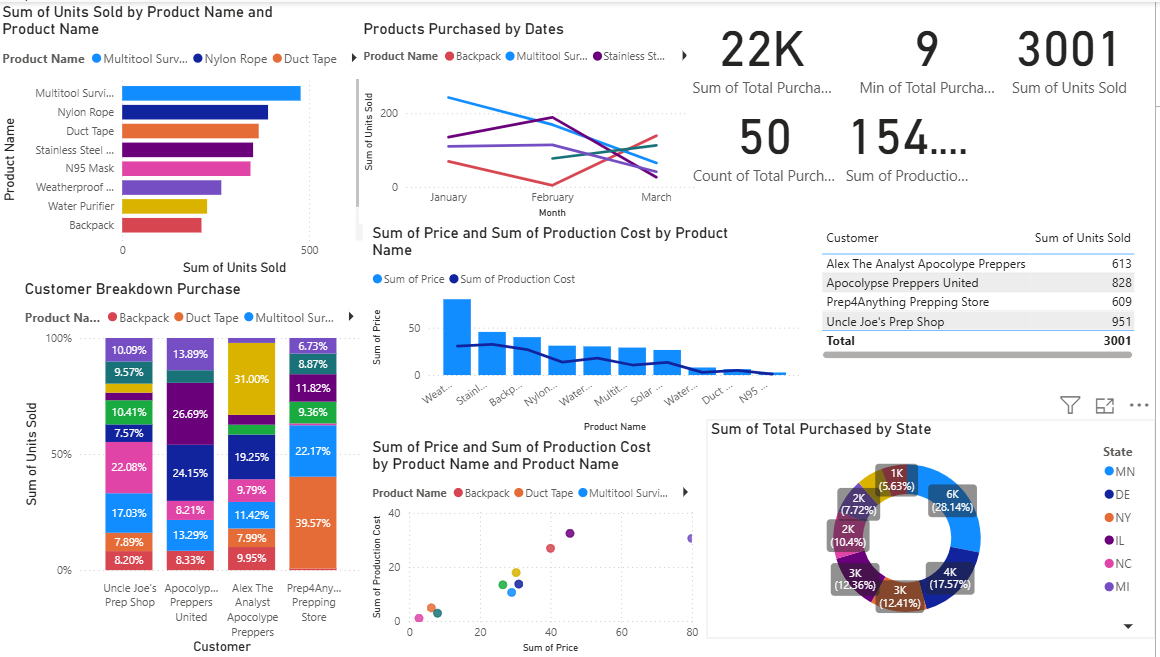 Sum of Units Sold by Product Name and
Product Name
Product Name Multitool Surv... Nylon Rope Duct Tape
Product Name
Multitool Survi...
Nylon Rope
Duct Tape
Stainless Steel ...
N95 Mask
Weatherproof ...
Water Purifier
Backpack
0 500
Sum of Units Sold
Products Purchased by Dates
Product Name Backpack Multitool Sur... Stainless St...
Sum of Units Sold
200
0
January February March
Month
22K
Sum of Total Purcha...
9
Min of Total Purcha...
3001
Sum of Units Sold
50
Count of Total Purch...
154....
Sum of Productio...
Sum of Price and Sum of Production Cost by Product
Name
Sum of Price Sum of Production Cost
Sum of Price
50
0
Weat... Stainl... Backp... Nylon... Water... Multit... Solar ... Water... Duct ... N95 ...
Product Name
Customer Sum of Units Sold
Alex The Analyst Apocolype Preppers 613
Apocolypse Preppers United 828
Prep4Anything Prepping Store 609
Uncle Joe's Prep Shop 951
Total 3001
Customer Breakdown Purchase
Product Na... Backpack Duct Tape Multitool Sur...
Sum of Units Sold
100%
50%
0%
10.09%
9.57%
10.41%
7.57%
22.08%
17.03%
7.89%
8.20%
13.89%
26.69%
24.15%
8.21%
13.29%
8.33%
31.00%
19.25%
9.79%
11.42%
7.99%
9.95%
6.73%
8.87%
11.82%
9.36%
22.17%
39.57%
Uncle Joe's
Prep Shop
Apocolyp...
Preppers
United
Alex The
Analyst
Apocolype
Preppers
Prep4Any...
Prepping
Store
Customer
Sum of Price and Sum of Production Cost
by Product Name and Product Name
Product Name Backpack Duct Tape Multitool Survi...
Sum of Production Cost
40
20
0
0 20 40 60 80
Sum of Price
Sum of Total Purchased by State
1K
(5.63%)
6K
(28.14%)
2K
(7.72%)
2K
(10.4%)
3K
(12.36%)
3K
(12.41%)
4K
(17.57%)
State
MN
DE
NY
IL
NC
MI